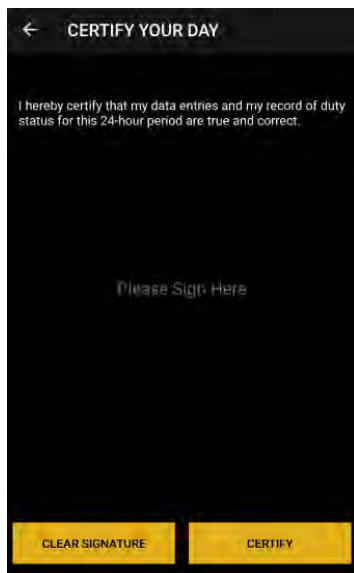 CERTIFY YOUR DAY
I hereby certify that my data entries and my record of duty
status for this 24-hour period are true and correct.
Please Sign Here
CLEAR SIGNATURE
CERTIFY